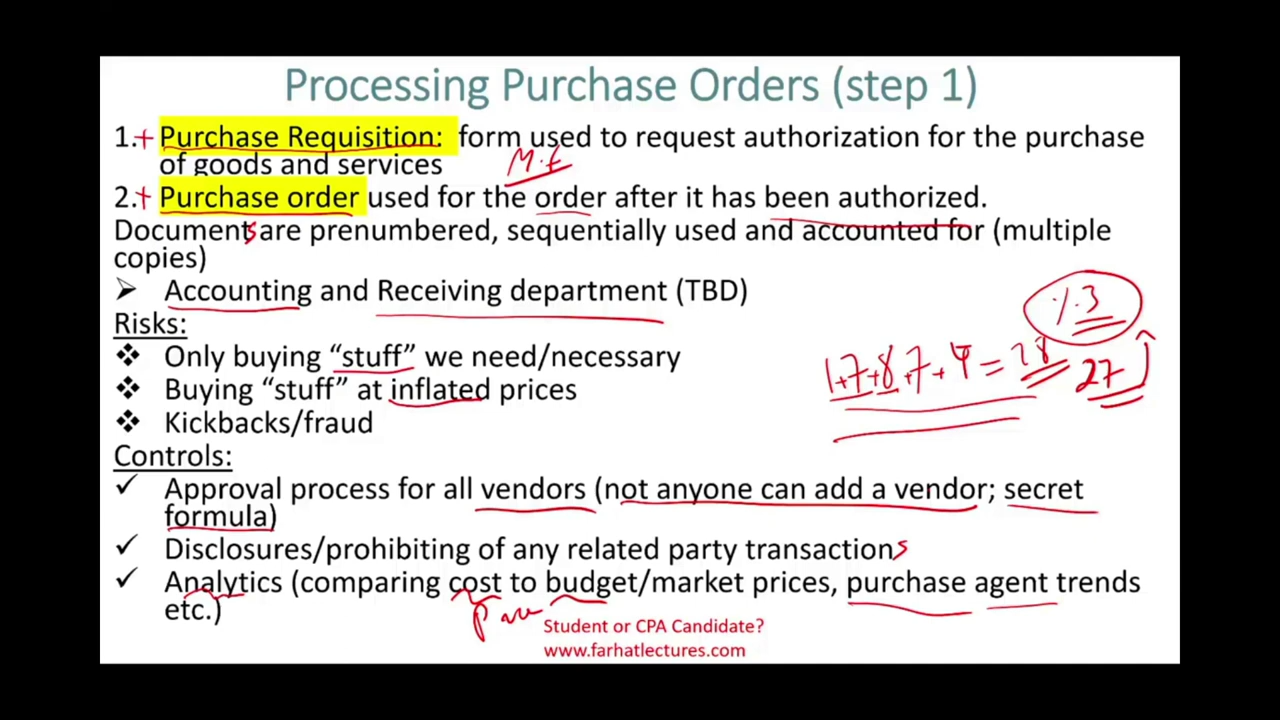 Processing Purchase Orders (step 1)
1.+ Purchase Requisition: form used to request authorization for the purchase
of goods and services
2.+ Purchase order used for the order after it has been authorized.
Documents are prenumbered, sequentially used and accounted for (multiple
copies)
➢ Accounting and Receiving department (TBD)
Risks:
❖ Only buying “stuff” we need/necessary
❖ Buying “stuff” at inflated prices
❖ Kickbacks/fraud
1+7+8+7+4=28 27
Controls:
✓ Approval process for all vendors (not anyone can add a vendor; secret
formula)
✓ Disclosures/prohibiting of any related party transactions
✓ Analytics (comparing cost to budget/market prices, purchase agent trends
etc.)
Student or CPA Candidate?
www.farhatlectures.com